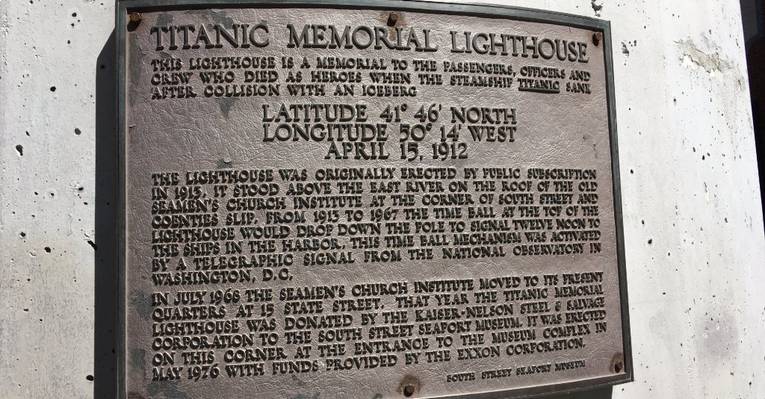 TITANIC MEMORIAL LIGHTHOUSE
THIS LIGHTHOUSE IS A MEMORIAL TO THE PASSENGERS, OFFICERS AND
CREW WHO DIED AS HEROES WHEN THE STEAMSHIP TITANIC SANK
AFTER COLLISION WITH AN ICEBERG
LATITUDE 41° 46' NORTH
LONGITUDE 50° 14' WEST
APRIL 15, 1912
THE LIGHTHOUSE WAS ORIGINALLY ERECTED BY PUBLIC SUBSCRIPTION
IN 1913. IT STOOD ABOVE THE EAST RIVER ON THE ROOF OF THE OLD
SEAMEN'S CHURCH INSTITUTE AT THE CORNER OF SOUTH STREET AND
COENTIES SLIP. FROM 1913 TO 1967 THE TIME BALL AT THE TOP OF THE
LIGHTHOUSE WOULD DROP DOWN THE POLE TO SIGNAL TWELVE NOON TO
THE SHIPS IN THE HARBOR. THIS TIME BALL MECHANISM WAS ACTIVATED
BY A TELEGRAPHIC SIGNAL FROM THE NATIONAL OBSERVATORY IN
WASHINGTON, D.C.
IN JULY 1968 THE SEAMEN'S CHURCH INSTITUTE MOVED TO ITS PRESENT
QUARTERS AT 15 STATE STREET. THAT YEAR THE TITANIC MEMORIAL
LIGHTHOUSE WAS DONATED BY THE KAISER-NELSON STEEL & SALVAGE
CORPORATION TO THE SOUTH STREET SEAPORT MUSEUM. IT WAS ERECTED
ON THIS CORNER AT THE ENTRANCE TO THE MUSEUM COMPLEX IN
MAY 1976 WITH FUNDS PROVIDED BY THE EXXON CORPORATION.
SOUTH STREET SEAPORT MUSEUM